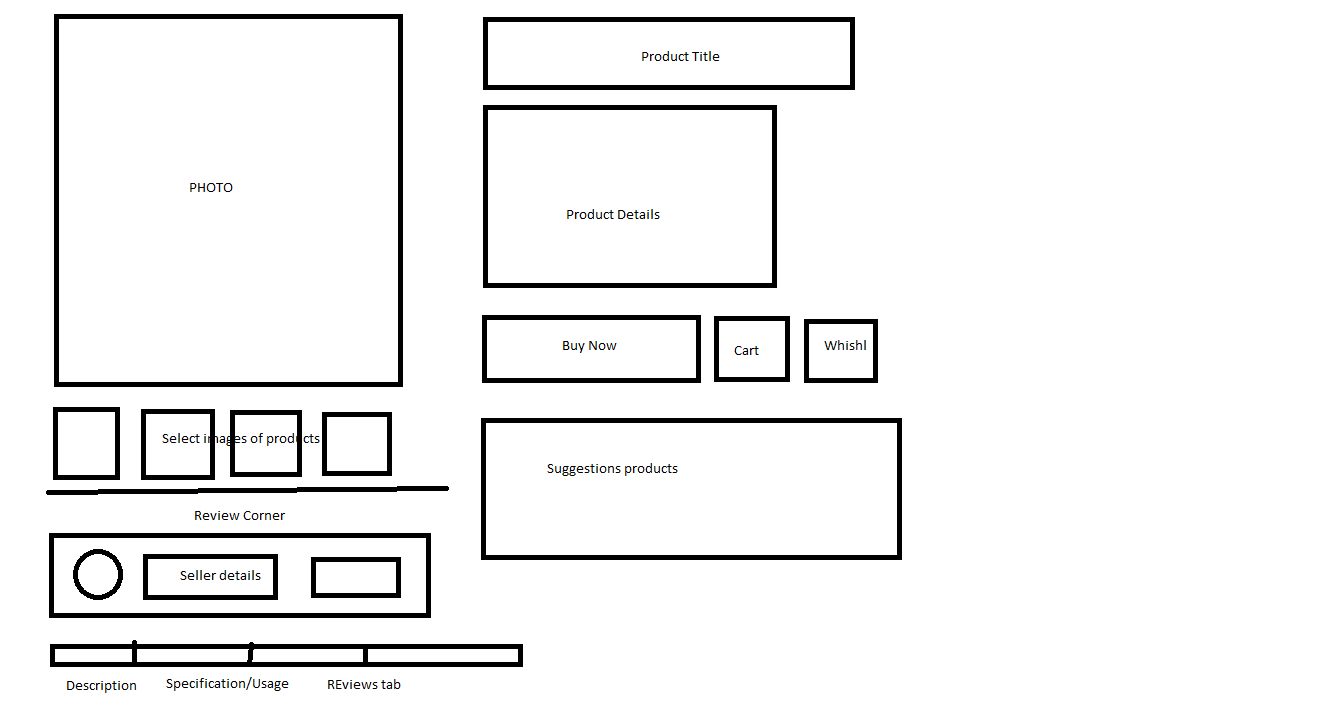 PHOTO
Select images of products
Review Corner
Seller details
Description
Specification/Usage
REviews tab
Product Title
Product Details
Buy Now
Cart
Whishl
Suggestions products